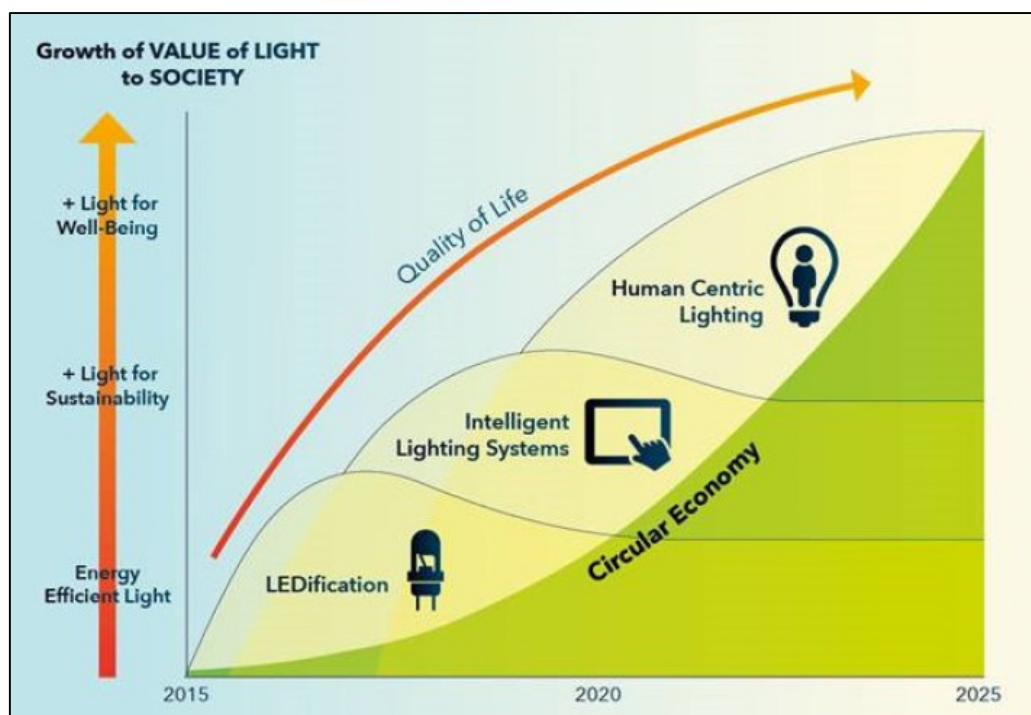 Growth of VALUE of LIGHT
to SOCIETY
+ Light for
Well-Being
+ Light for
Sustainability
Energy
Efficient Light
Quality of Life
Human Centric
Lighting
Intelligent
Lighting Systems
LEDification
Circular Economy
2015
2020
2025